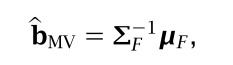 b̂_MV = Σ_F^{-1} μ_F,